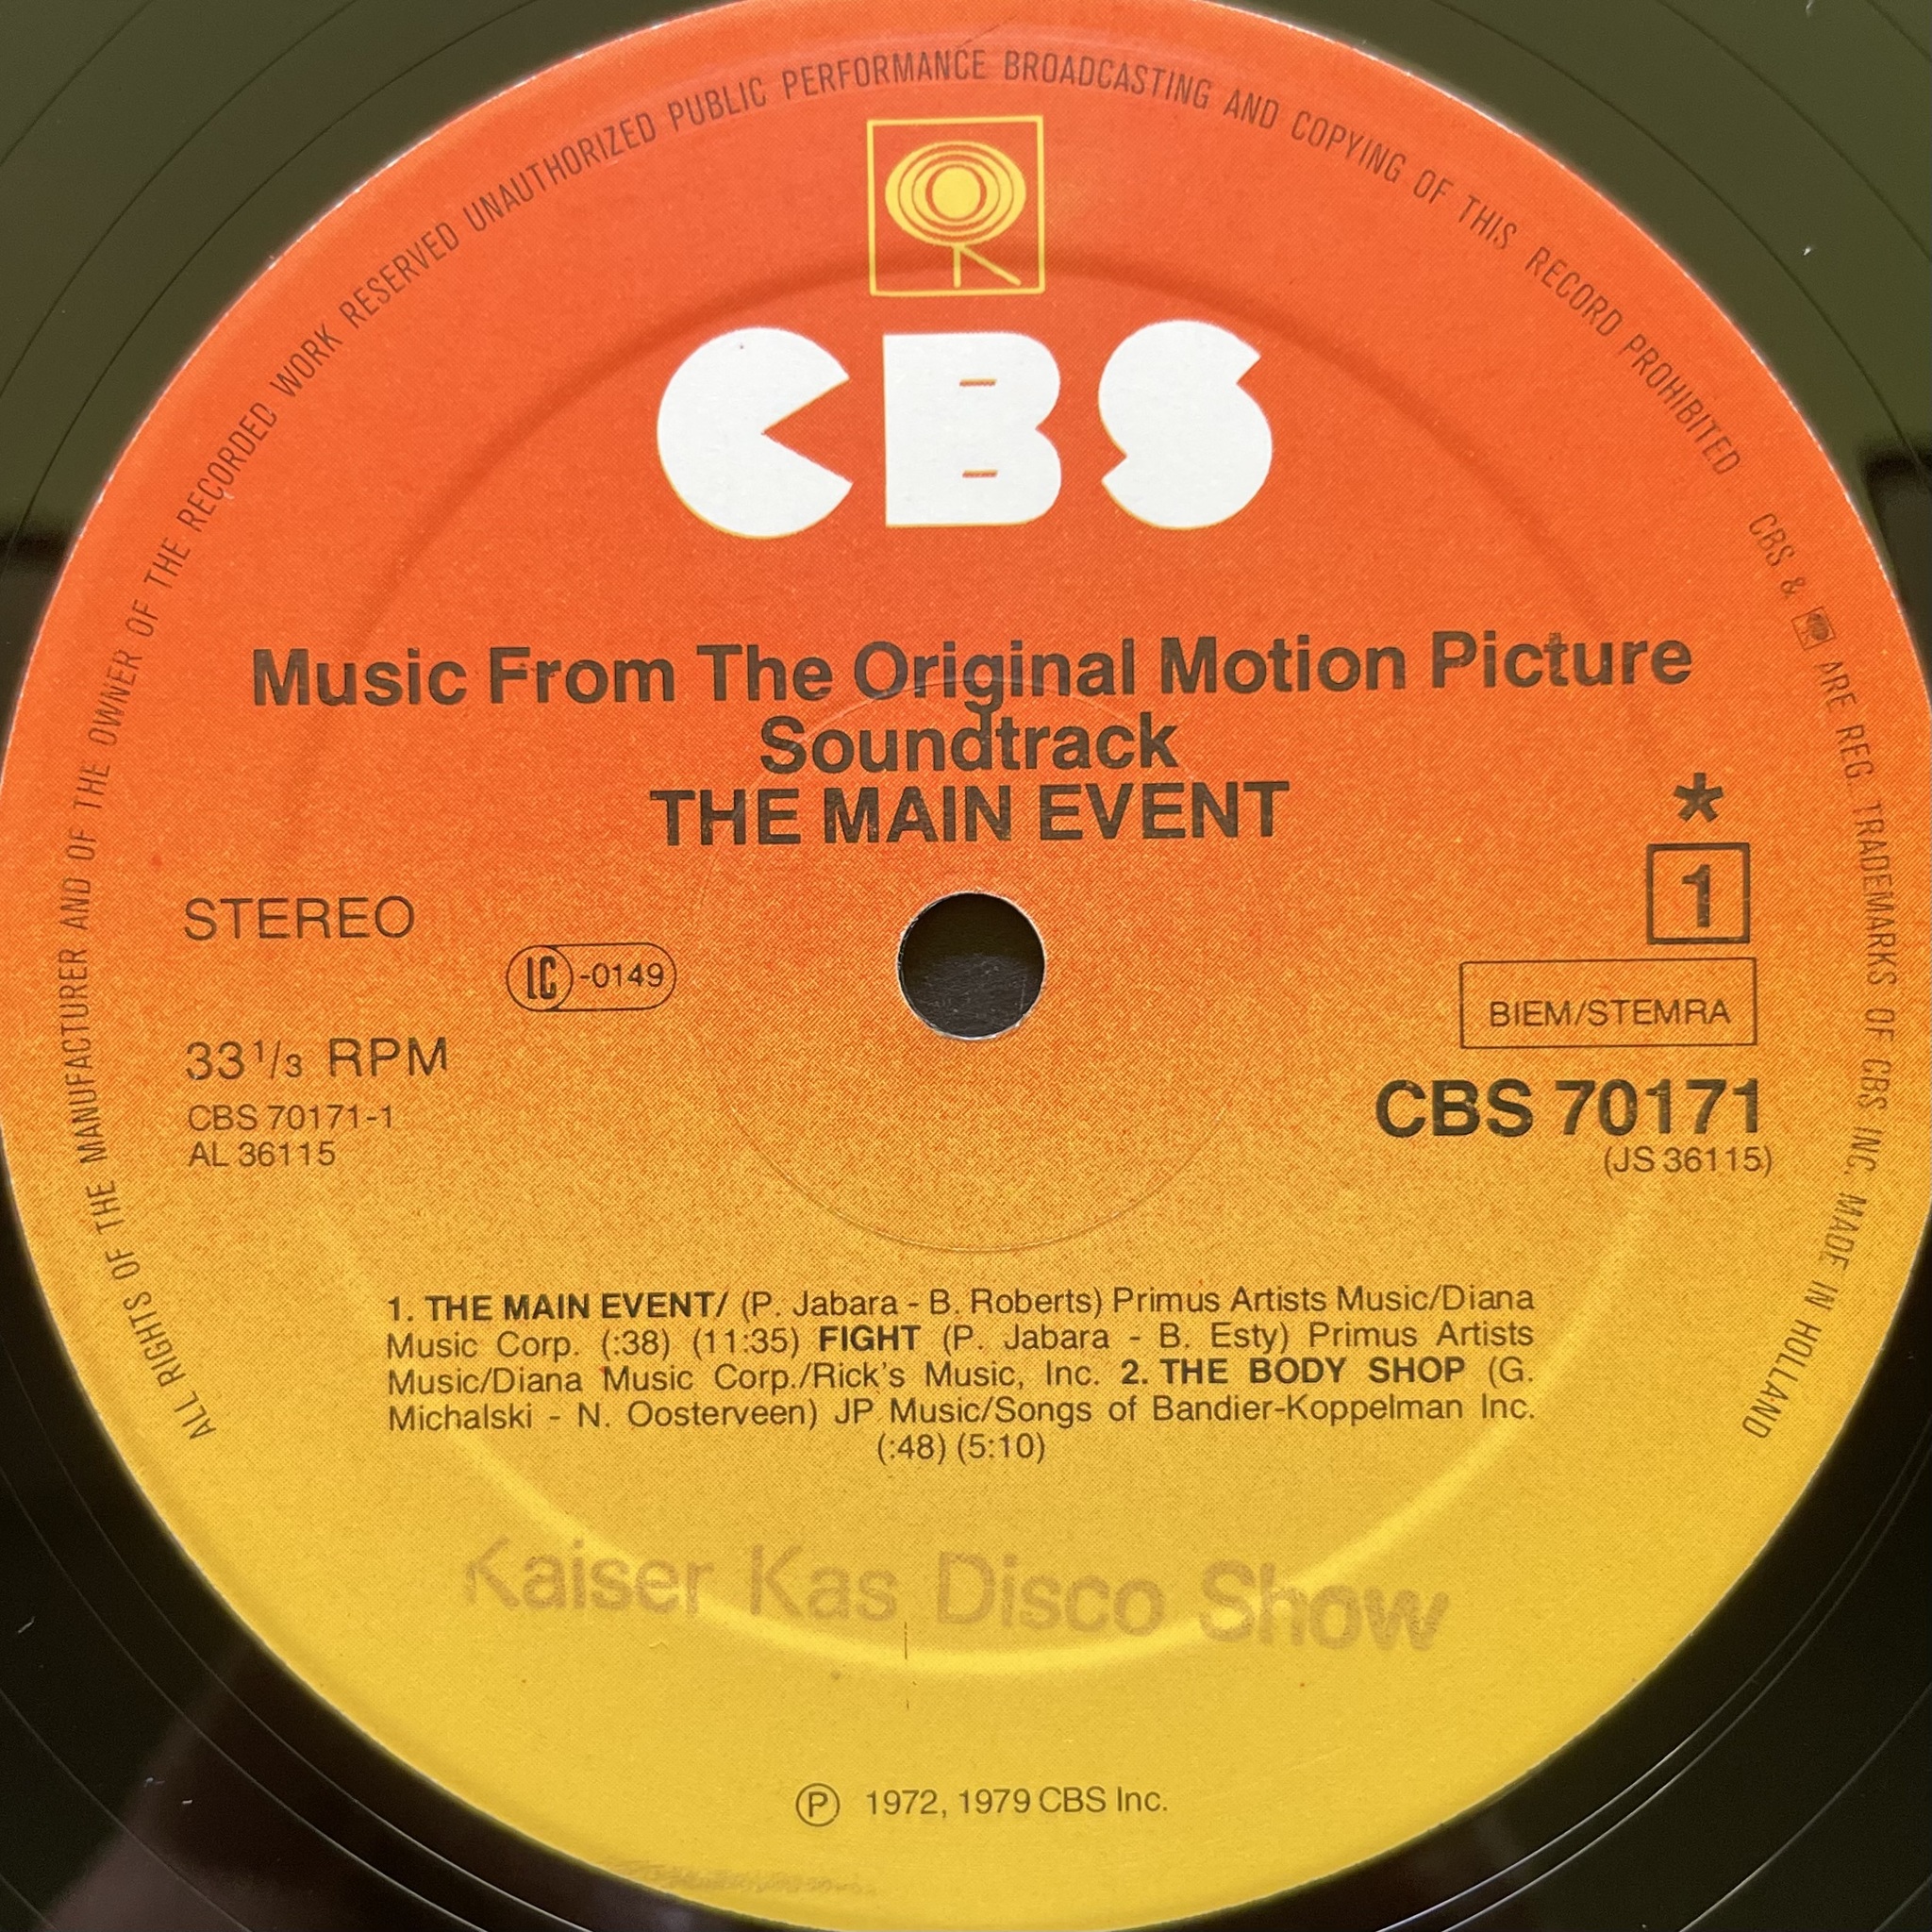 ALL RIGHTS OF THE MANUFACTURER AND OF THE OWNER OF THE RECORDED WORK RESERVED UNAUTHORIZED PUBLIC PERFORMANCE BROADCASTING AND COPYING OF THIS RECORD PROHIBITED CBS & ARE REG. TRADEMARKS OF CBS INC. MADE IN HOLLAND
CBS
Music From The Original Motion Picture
Soundtrack
THE MAIN EVENT
*
1
STEREO
LC -0149
BIEM/STEMRA
33 1/3 RPM
CBS 70171-1
AL 36115
CBS 70171
(JS 36115)
1. THE MAIN EVENT/ (P. Jabara - B. Roberts) Primus Artists Music/Diana
Music Corp. (:38) (11:35) FIGHT (P. Jabara - B. Esty) Primus Artists
Music/Diana Music Corp./Rick's Music, Inc. 2. THE BODY SHOP (G.
Michalski - N. Oosterveen) JP Music/Songs of Bandier-Koppelman Inc.
(:48) (5:10)
Kaiser Kas Disco Show
Ⓟ 1972, 1979 CBS Inc.